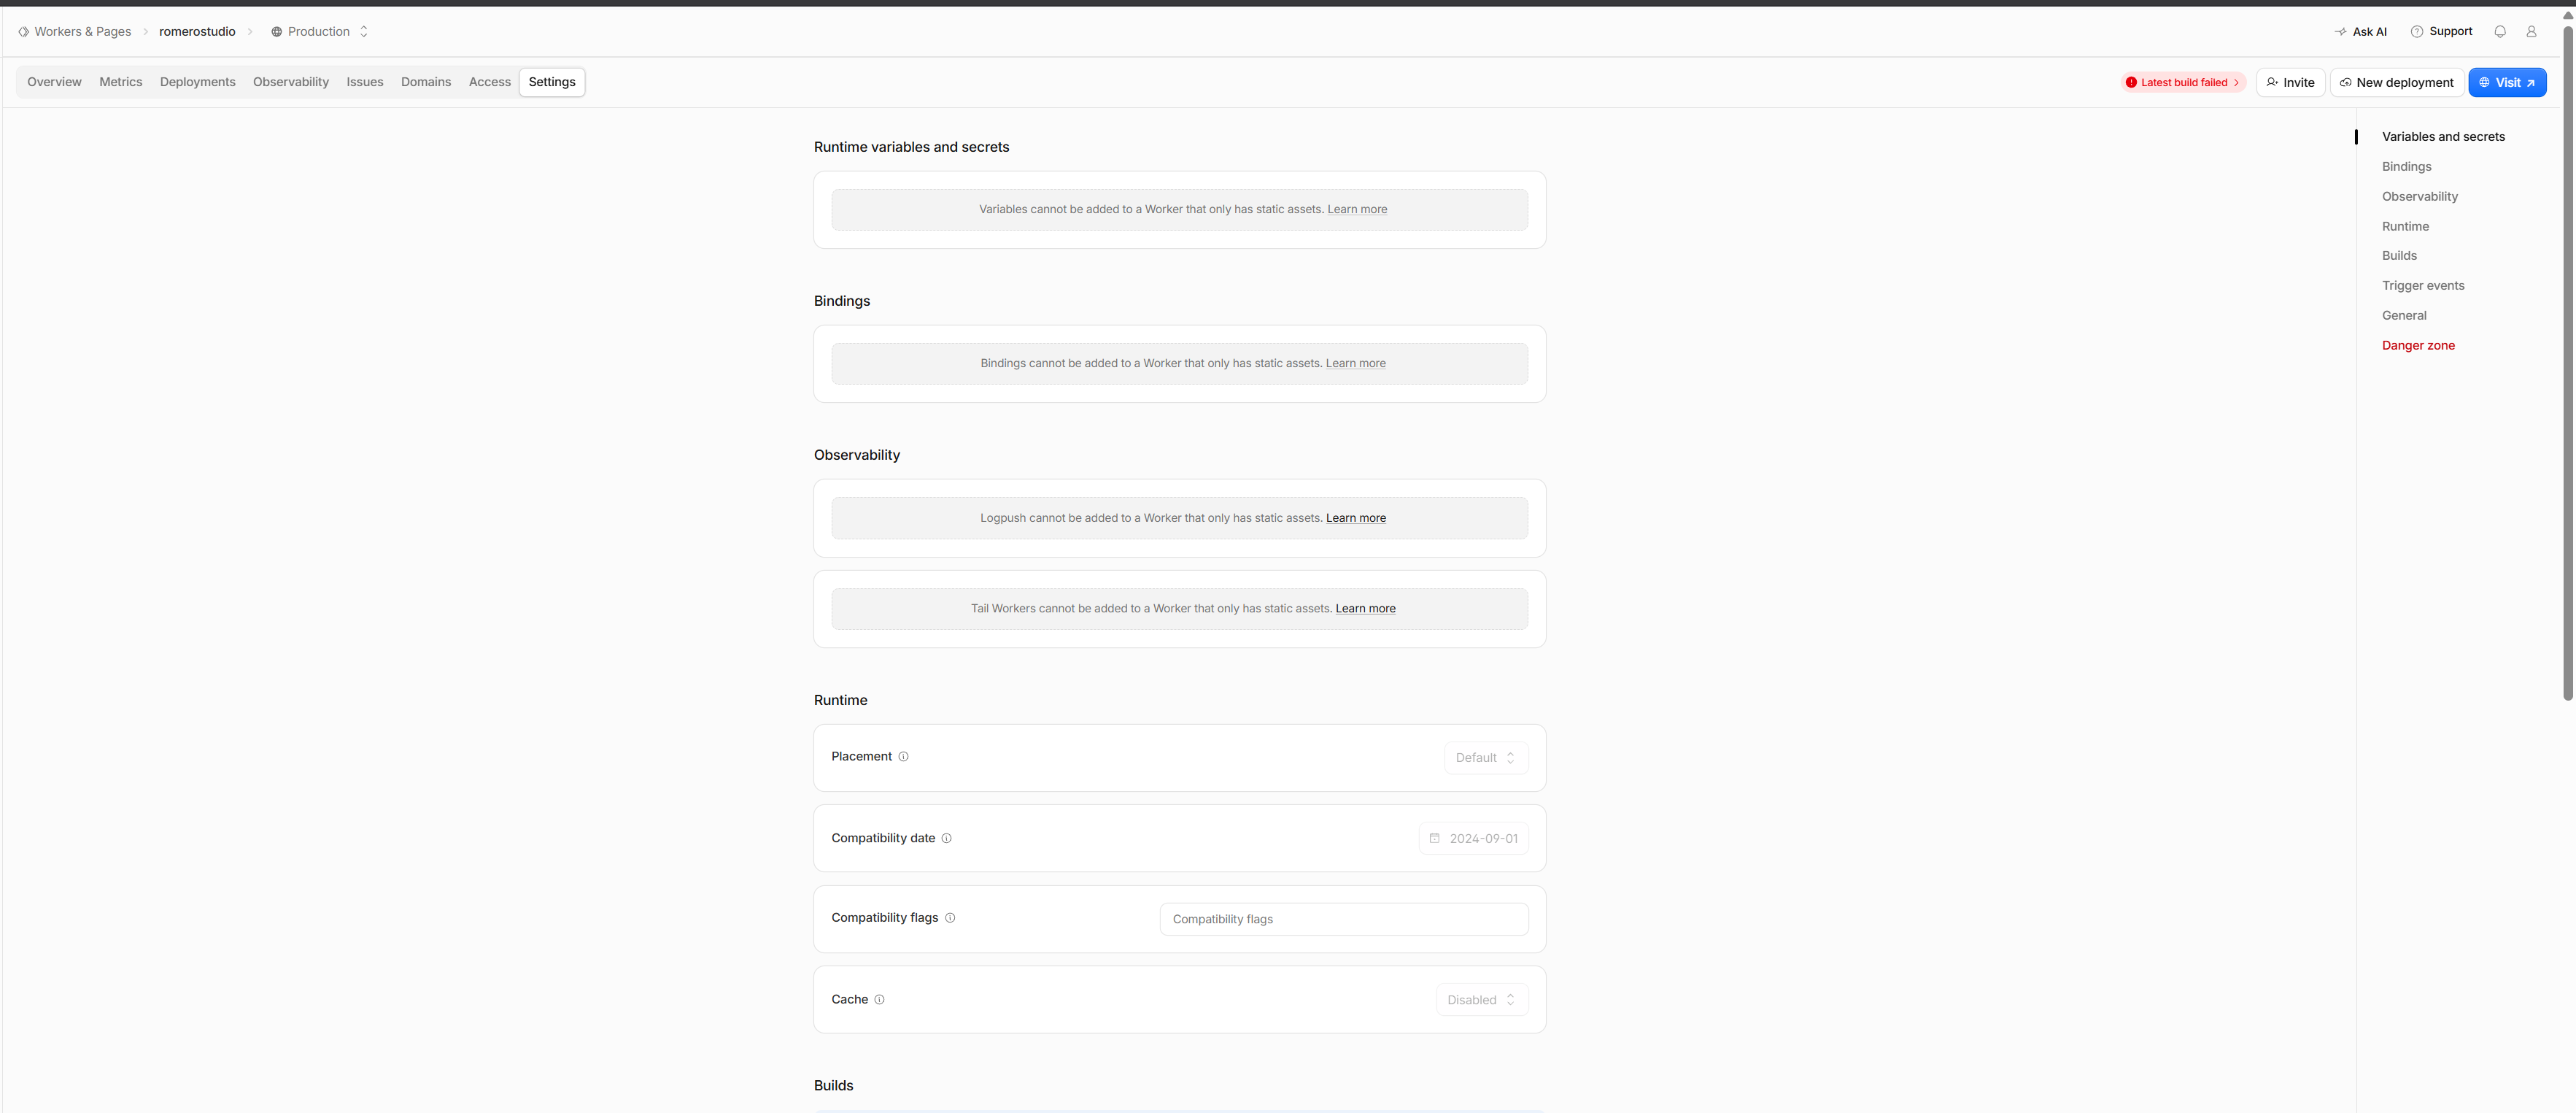 Workers & Pages
romerostudio
Production
Ask AI
Support
Overview
Metrics
Deployments
Observability
Issues
Domains
Access
Settings
Latest build failed
Invite
New deployment
Visit
Runtime variables and secrets
Variables cannot be added to a Worker that only has static assets. Learn more
Bindings
Bindings cannot be added to a Worker that only has static assets. Learn more
Observability
Logpush cannot be added to a Worker that only has static assets. Learn more
Tail Workers cannot be added to a Worker that only has static assets. Learn more
Runtime
Placement
Default
Compatibility date
2024-09-01
Compatibility flags
Compatibility flags
Cache
Disabled
Builds
Variables and secrets
Bindings
Observability
Runtime
Builds
Trigger events
General
Danger zone